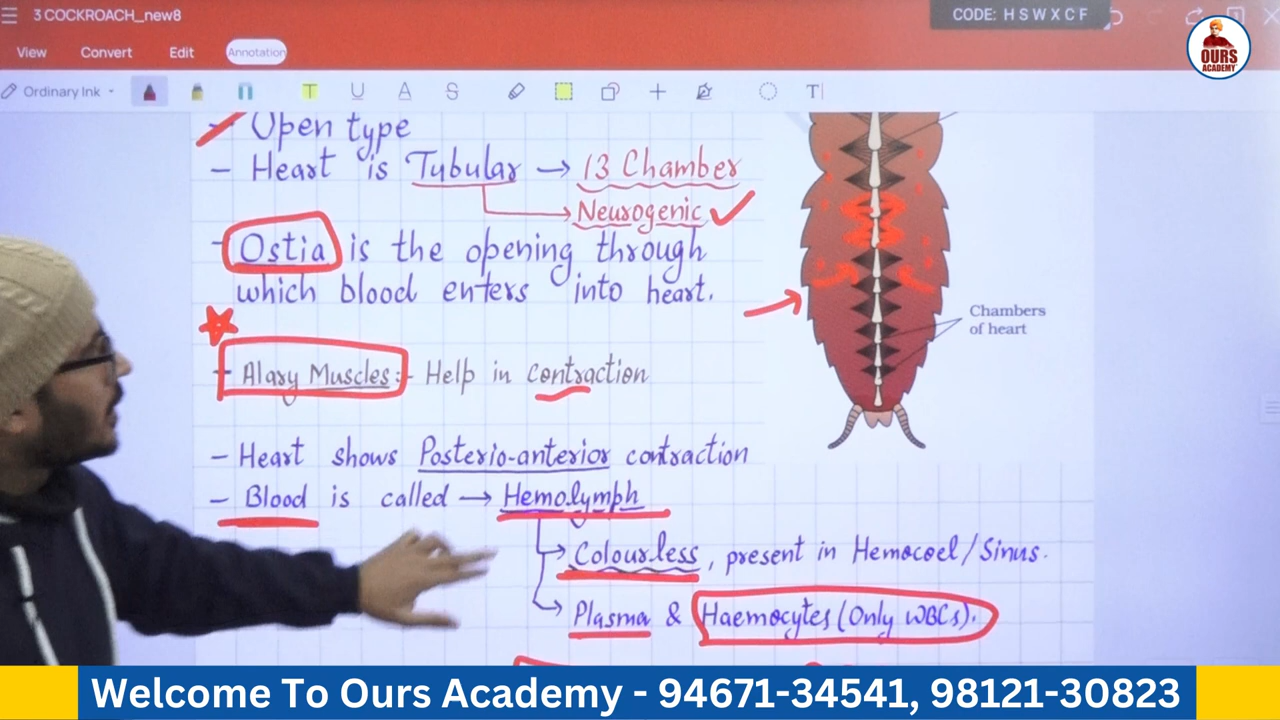 3 COCKROACH_new8
CODE: H S W X C F
View Convert Edit Annotation
OURS
ACADEMY
Ordinary Ink
- Open type
- Heart is Tubular → 13 Chamber
→ Neurogenic ✓
- Ostia is the opening through
which blood enters into heart.
- Alary Muscles:- Help in contraction
Chambers
of heart
- Heart shows Posterio-anterior contraction
- Blood is called → Hemolymph
→ Colourless, present in Hemocoel/Sinus.
→ Plasma & Haemocytes (Only WBCs).
Welcome To Ours Academy - 94671-34541, 98121-30823